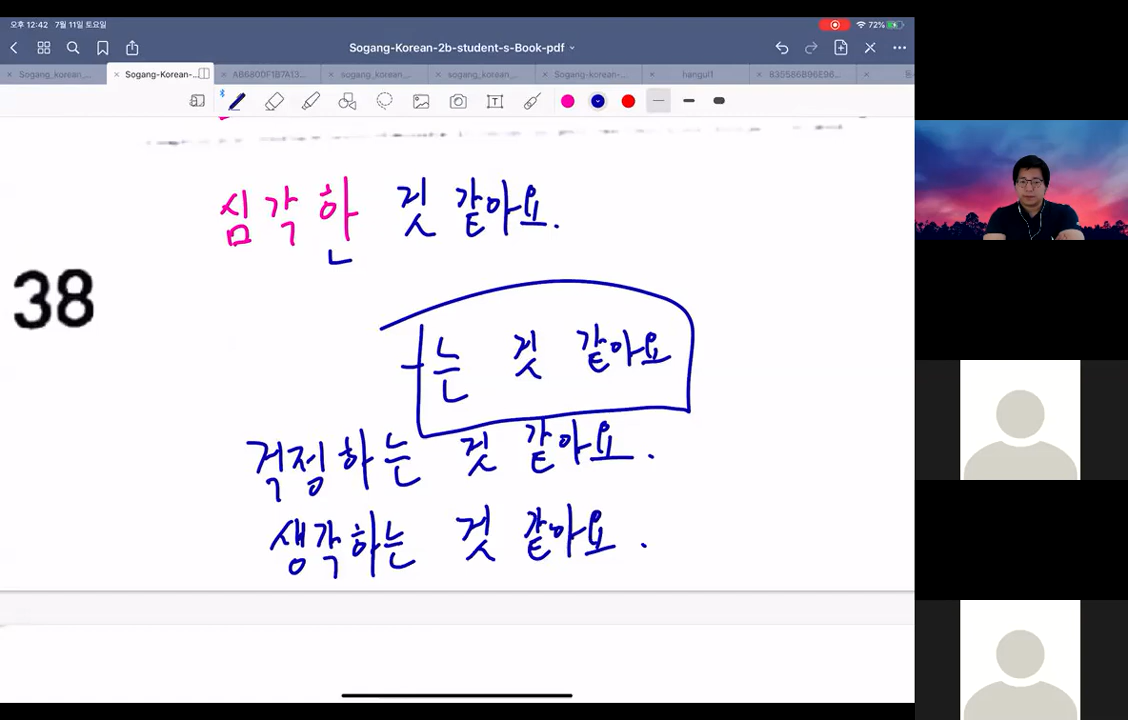 오후 12:42 7월 11일 토요일
72%
Sogang-Korean-2b-student-s-Book-pdf
Sogang_korean_... Sogang-Korean-... AB6800F1B7A13... sogang_korean_... sogang_korean_... Sogang-korean-... hangul1 835586B96E96...
심각한 것 같아요.
38
-는 것 같아요
걱정하는 것 같아요.
생각하는 것 같아요.